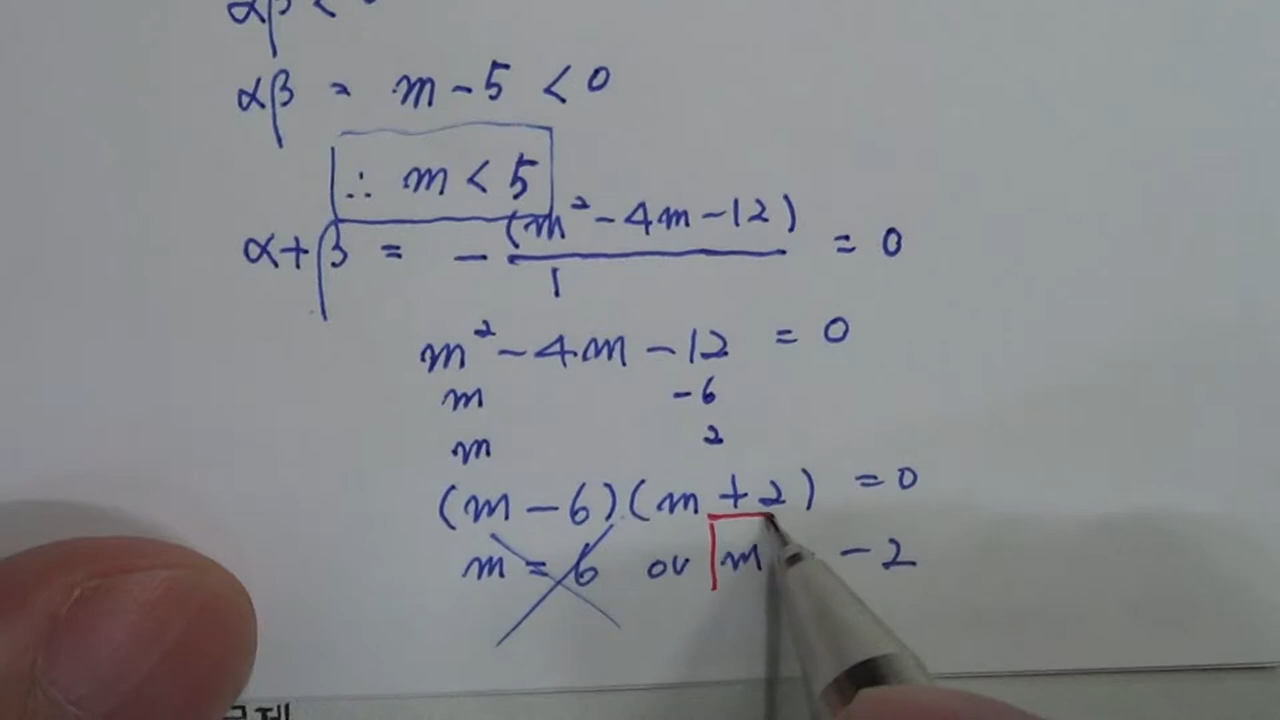 αβ <
αβ = m - 5 < 0
∴ m < 5
α+β = - (m² - 4m - 12) / 1 = 0
m² - 4m - 12 = 0
m -6
m 2
(m - 6)(m + 2) = 0
m = 6 or m -2